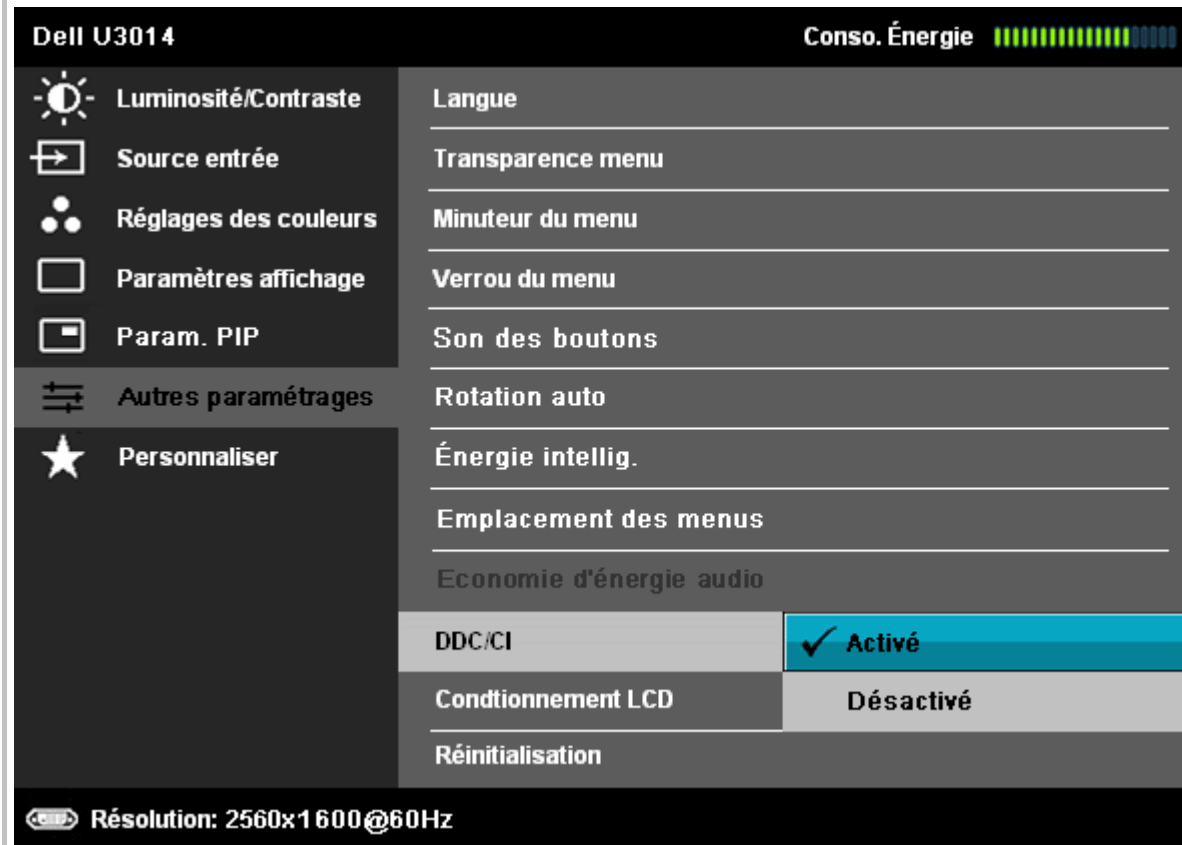 Dell U3014
Conso. Énergie
Luminosité/Contraste
Source entrée
Réglages des couleurs
Paramètres affichage
Param. PIP
Autres paramétrages
Personnaliser
Langue
Transparence menu
Minuteur du menu
Verrou du menu
Son des boutons
Rotation auto
Énergie intellig.
Emplacement des menus
Economie d'énergie audio
DDC/CI
Activé
Condtionnement LCD
Désactivé
Réinitialisation
Résolution: 2560x1600@60Hz